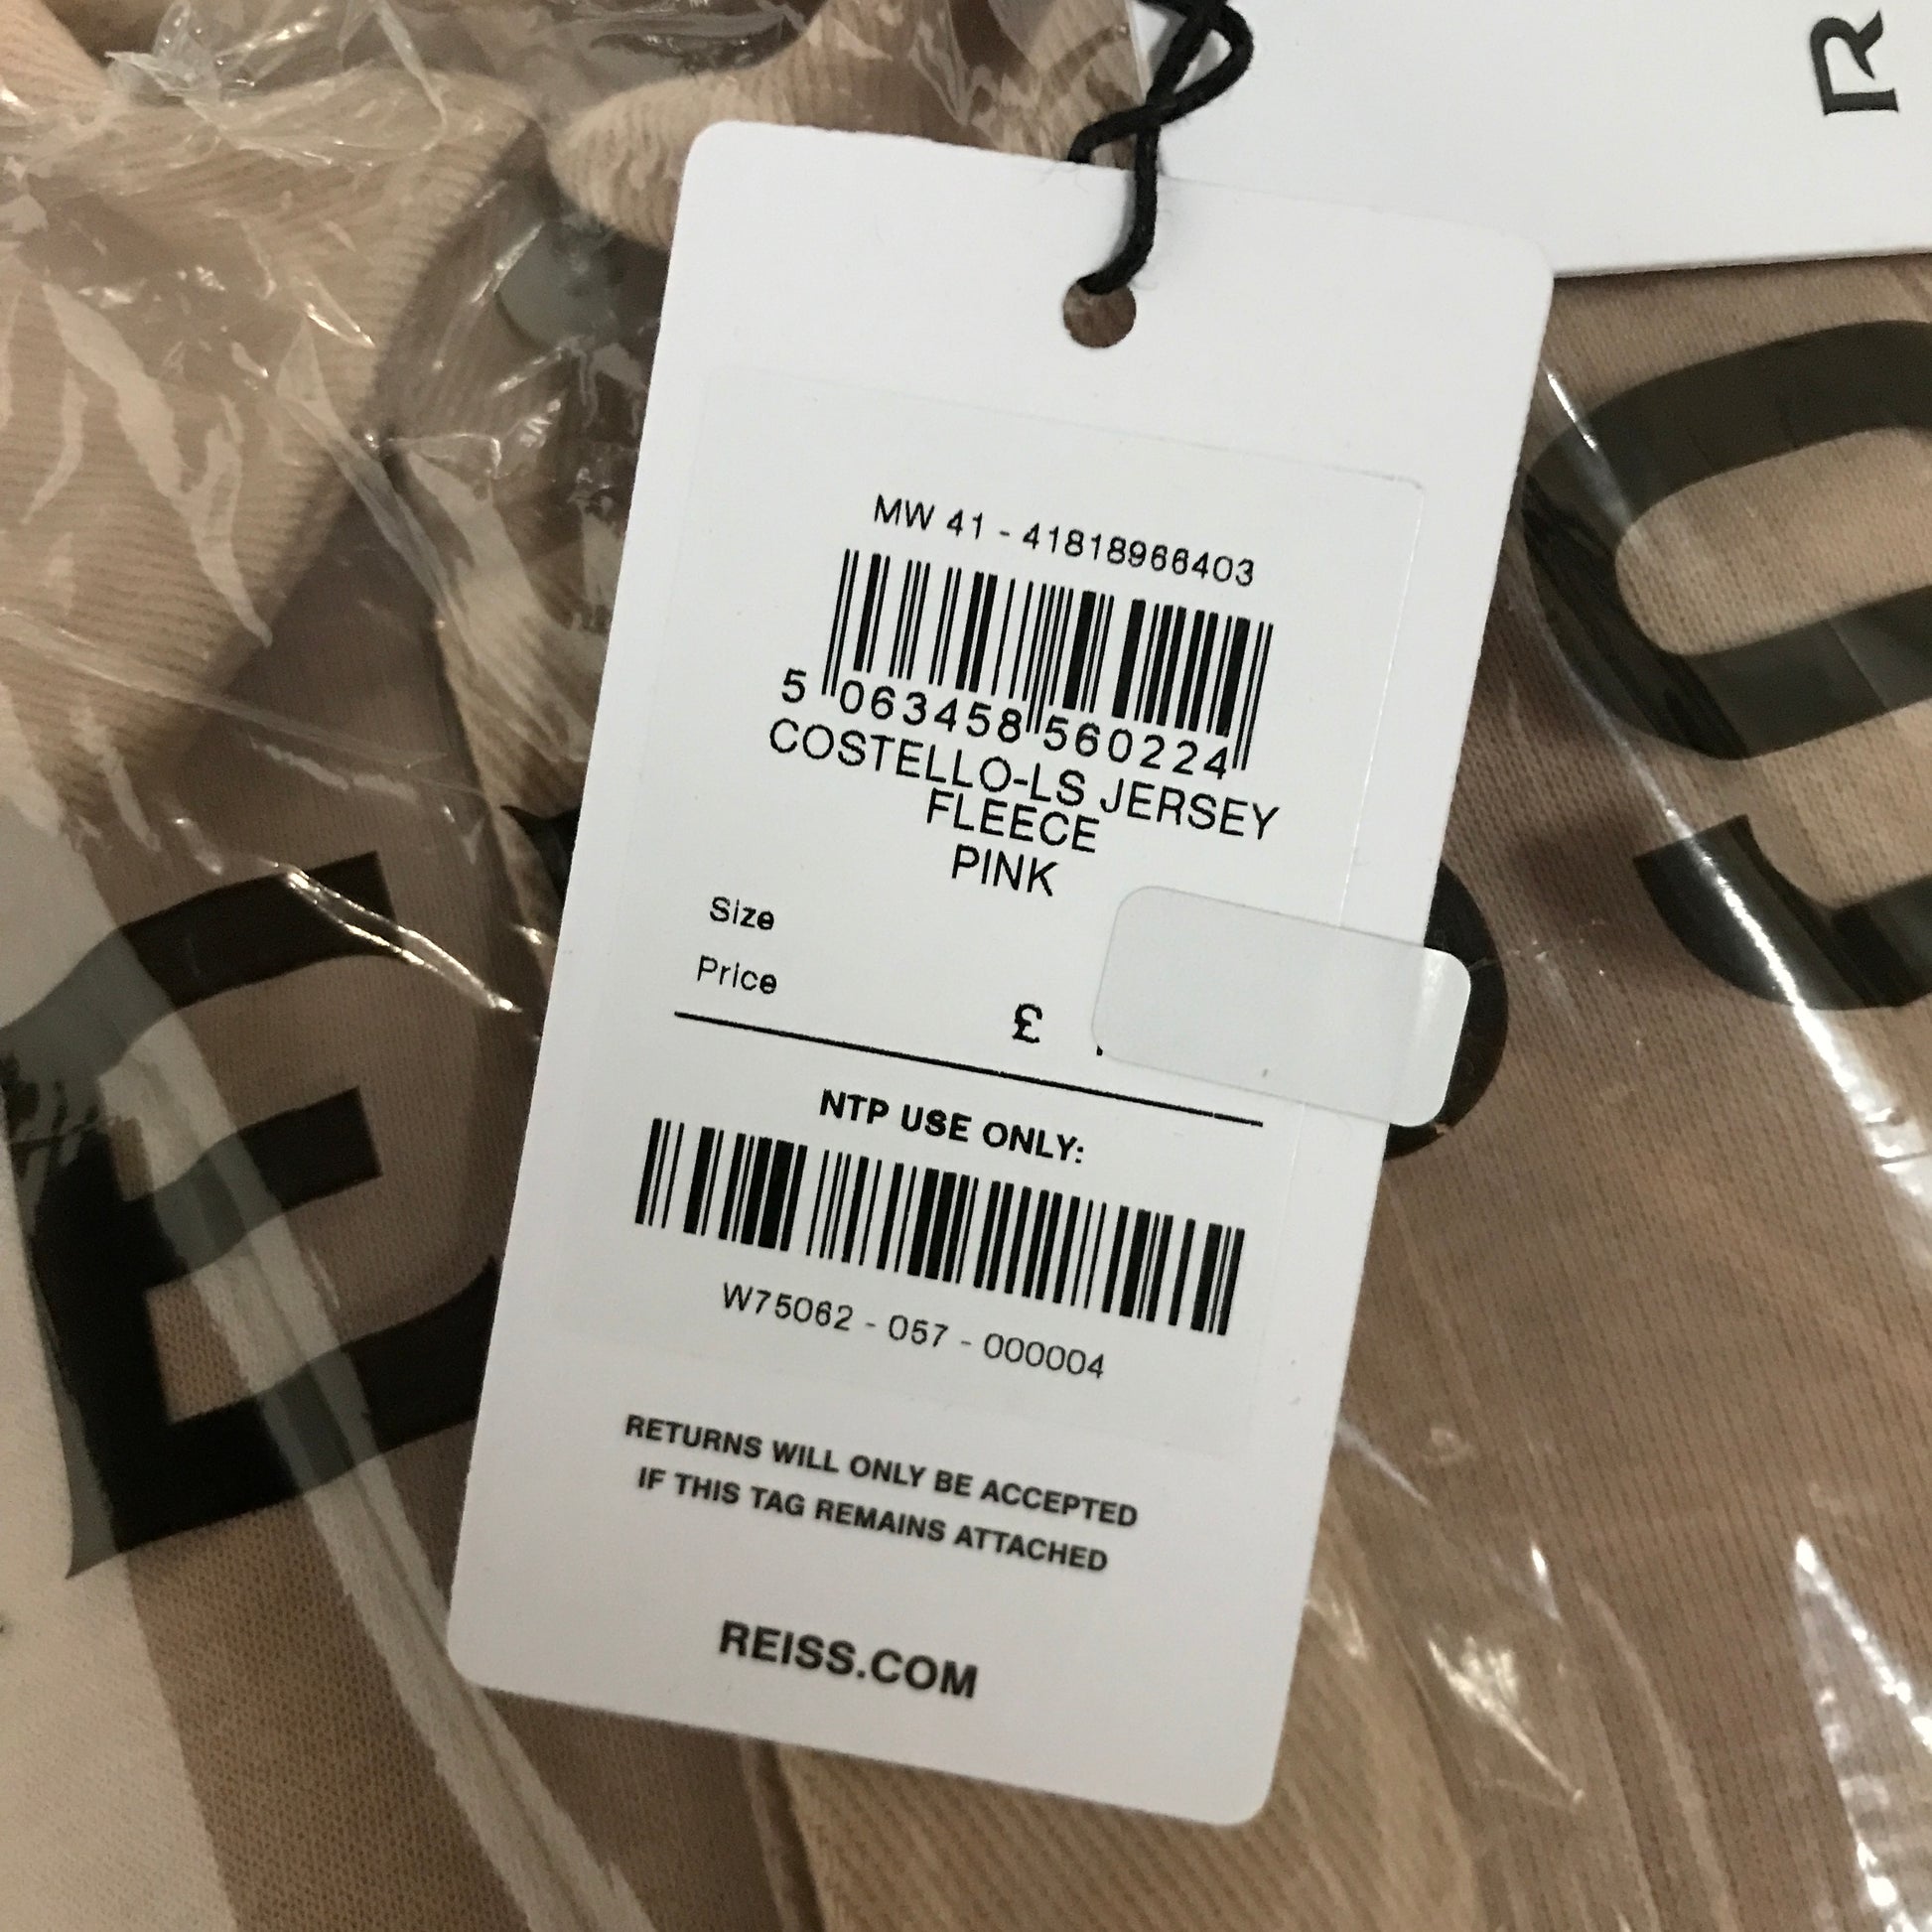 R
MW 41 - 41818966403
5 063458 560224
COSTELLO-LS JERSEY
FLEECE
PINK
Size
Price
£
NTP USE ONLY:
W75062 - 057 - 000004
RETURNS WILL ONLY BE ACCEPTED
IF THIS TAG REMAINS ATTACHED
REISS.COM